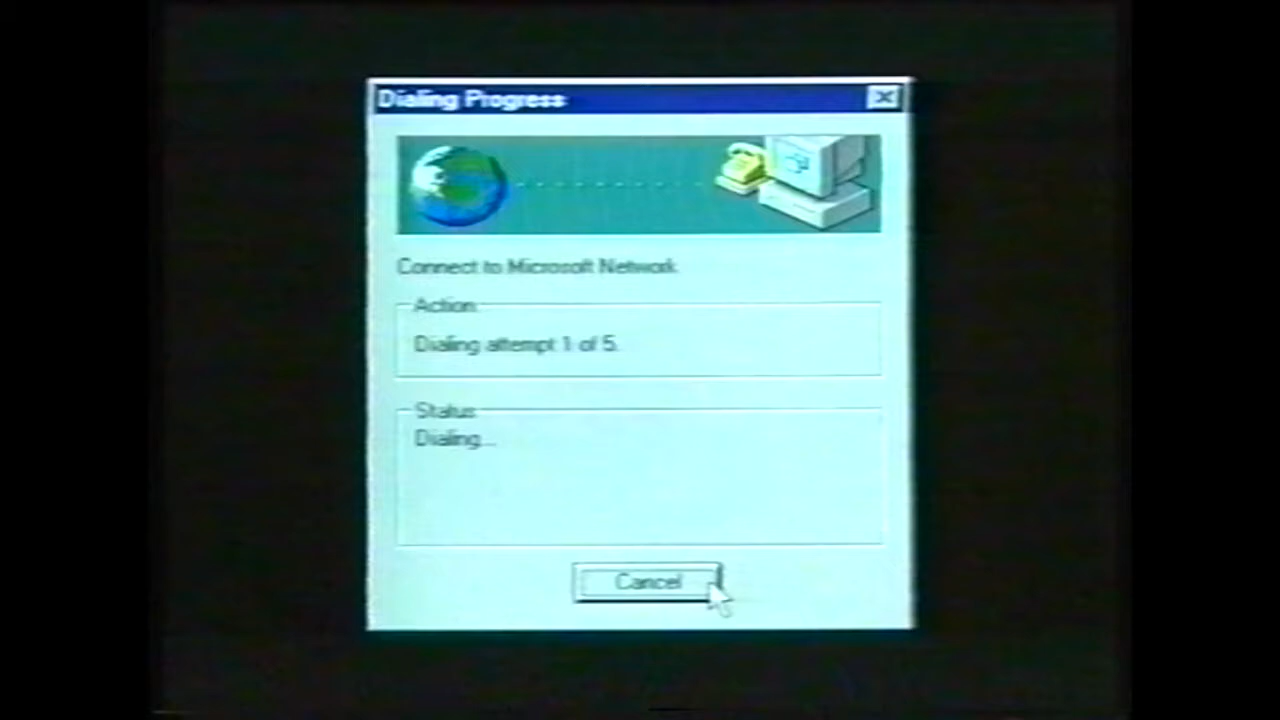 Dialing Progress
Connect to Microsoft Network
Action
Dialing attempt 1 of 5.
Status
Dialing...
Cancel